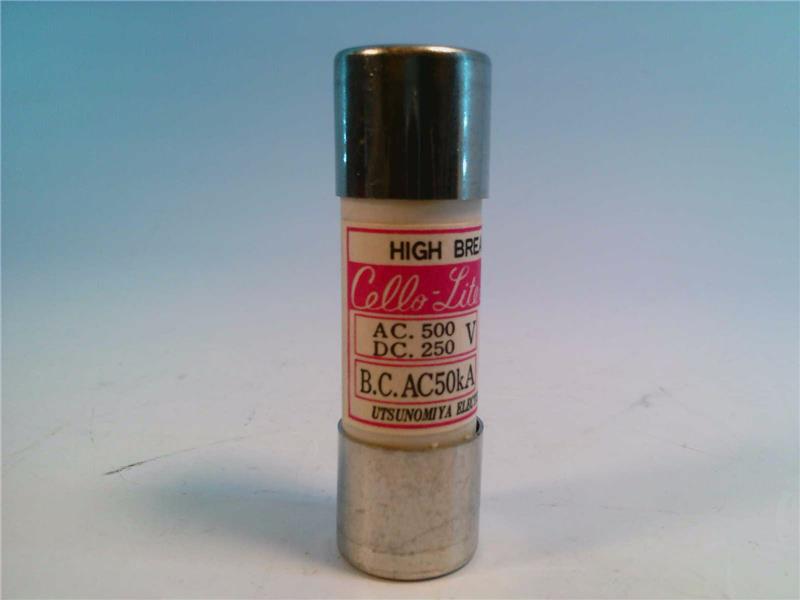 HIGH BREA
Cello-Lite
AC. 500 V
DC. 250
B.C. AC50kA
UTSUNOMIYA ELEC